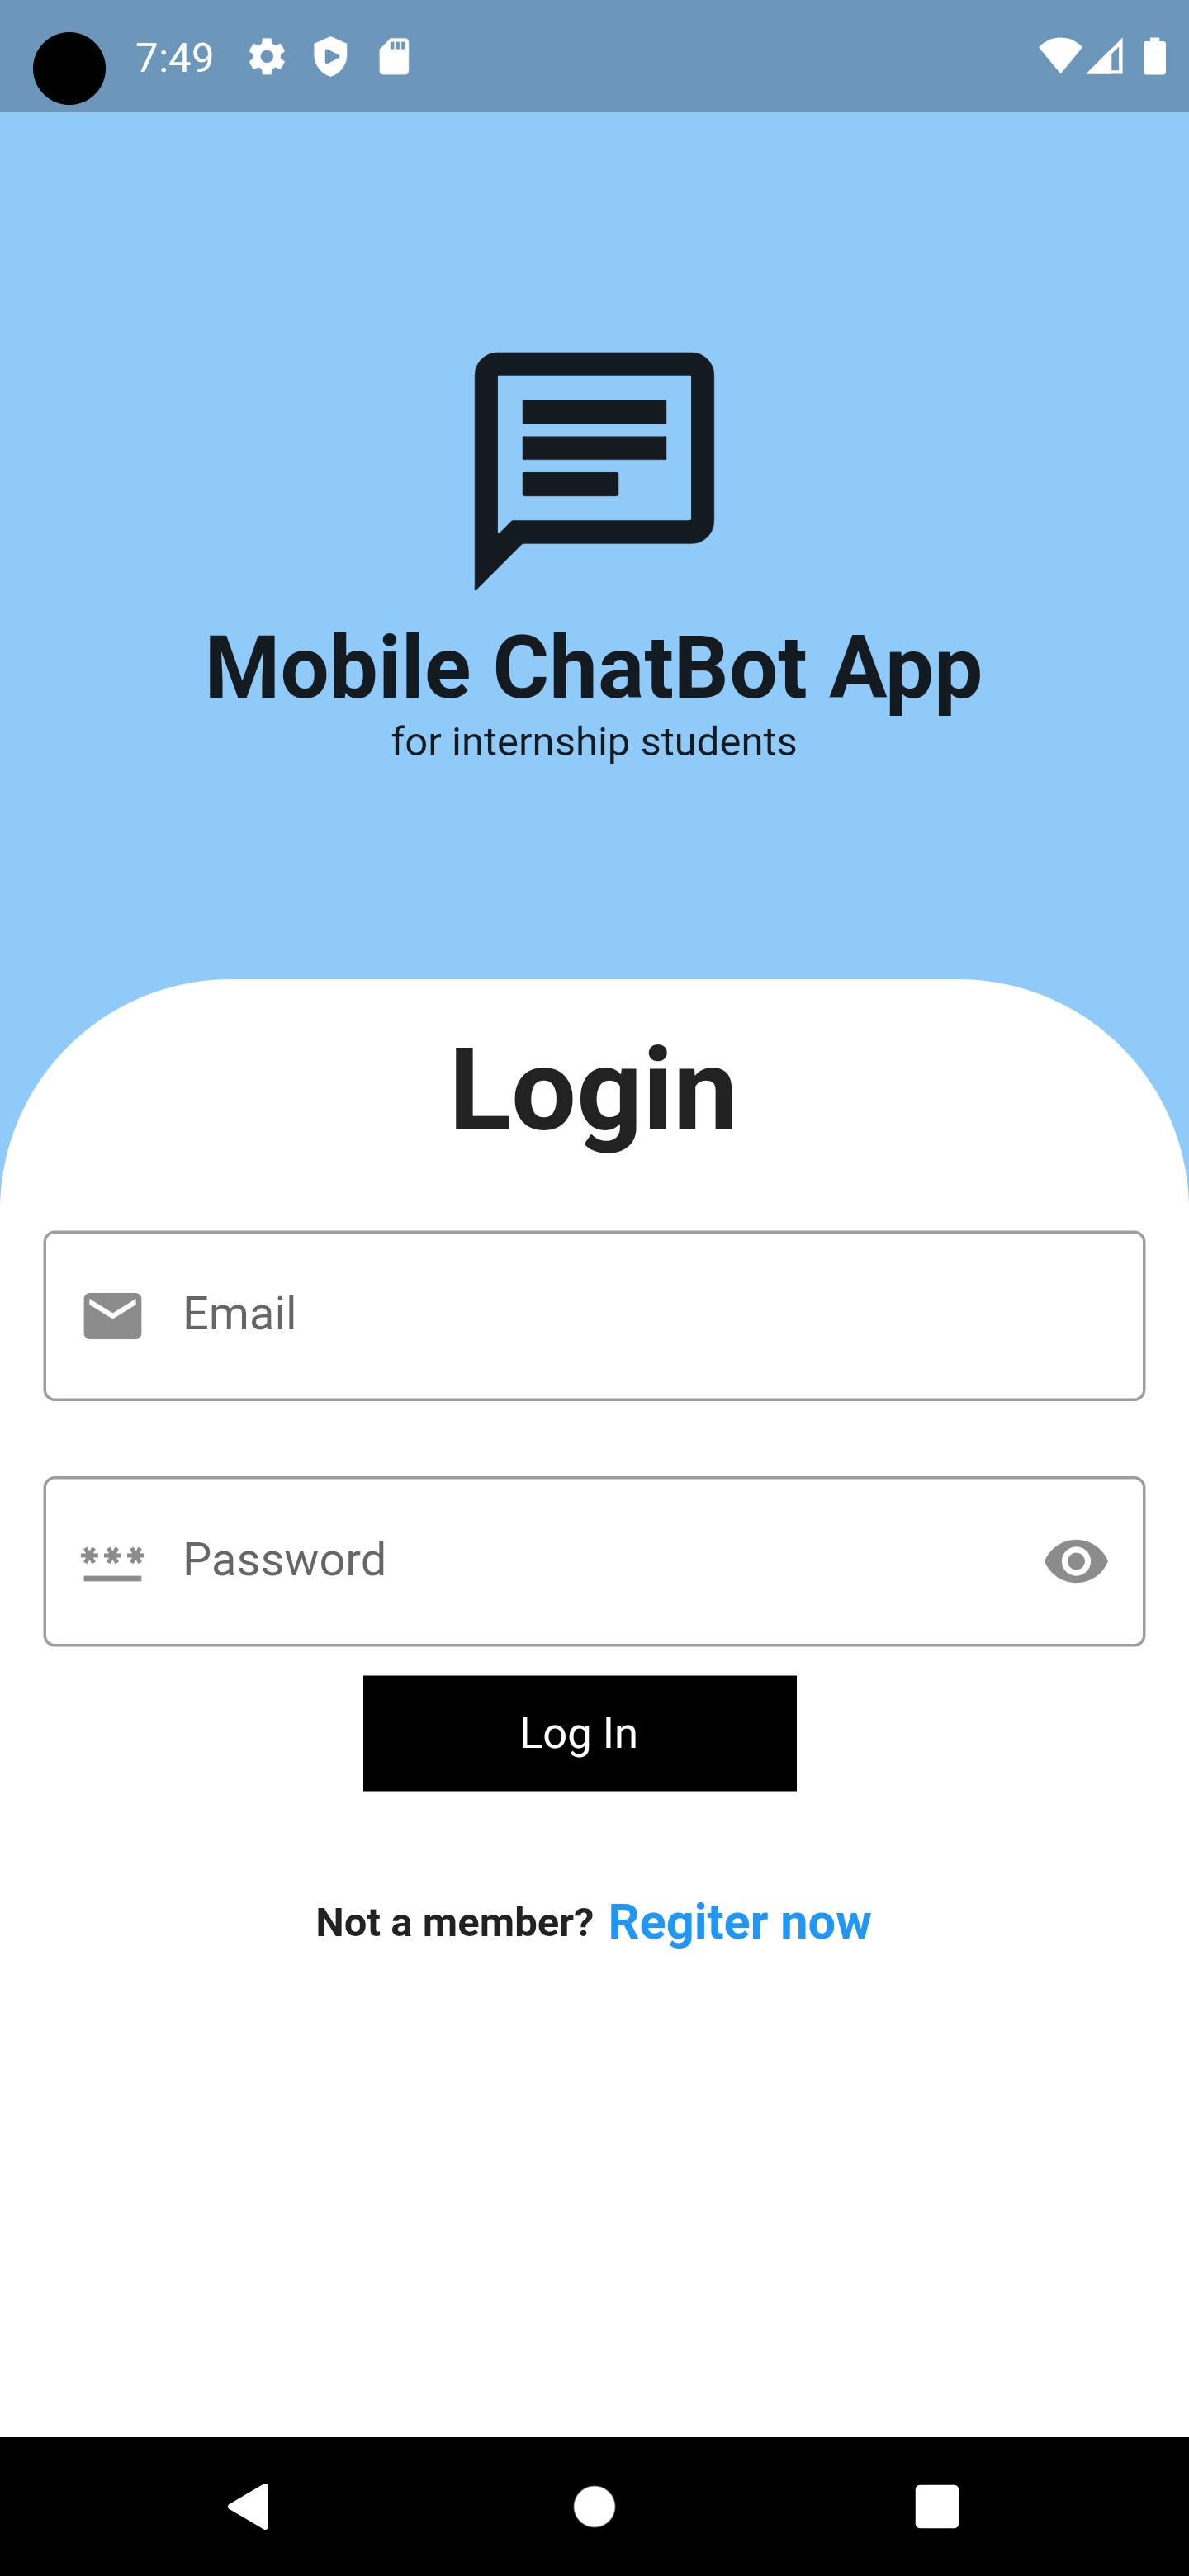 7:49
Mobile ChatBot App
for internship students
Login
Email
Password
Log In
Not a member? Regiter now